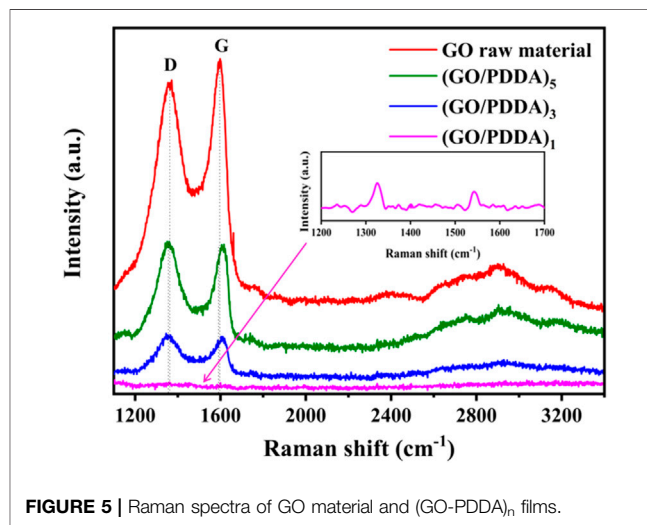 D
G
GO raw material
(GO/PDDA)₅
(GO/PDDA)₃
(GO/PDDA)₁
Intensity (a.u.)
1200 1300 1400 1500 1600 1700
Raman shift (cm⁻¹)
Intensity (a.u.)
1200 1600 2000 2400 2800 3200
Raman shift (cm⁻¹)
FIGURE 5 | Raman spectra of GO material and (GO-PDDA)ₙ films.